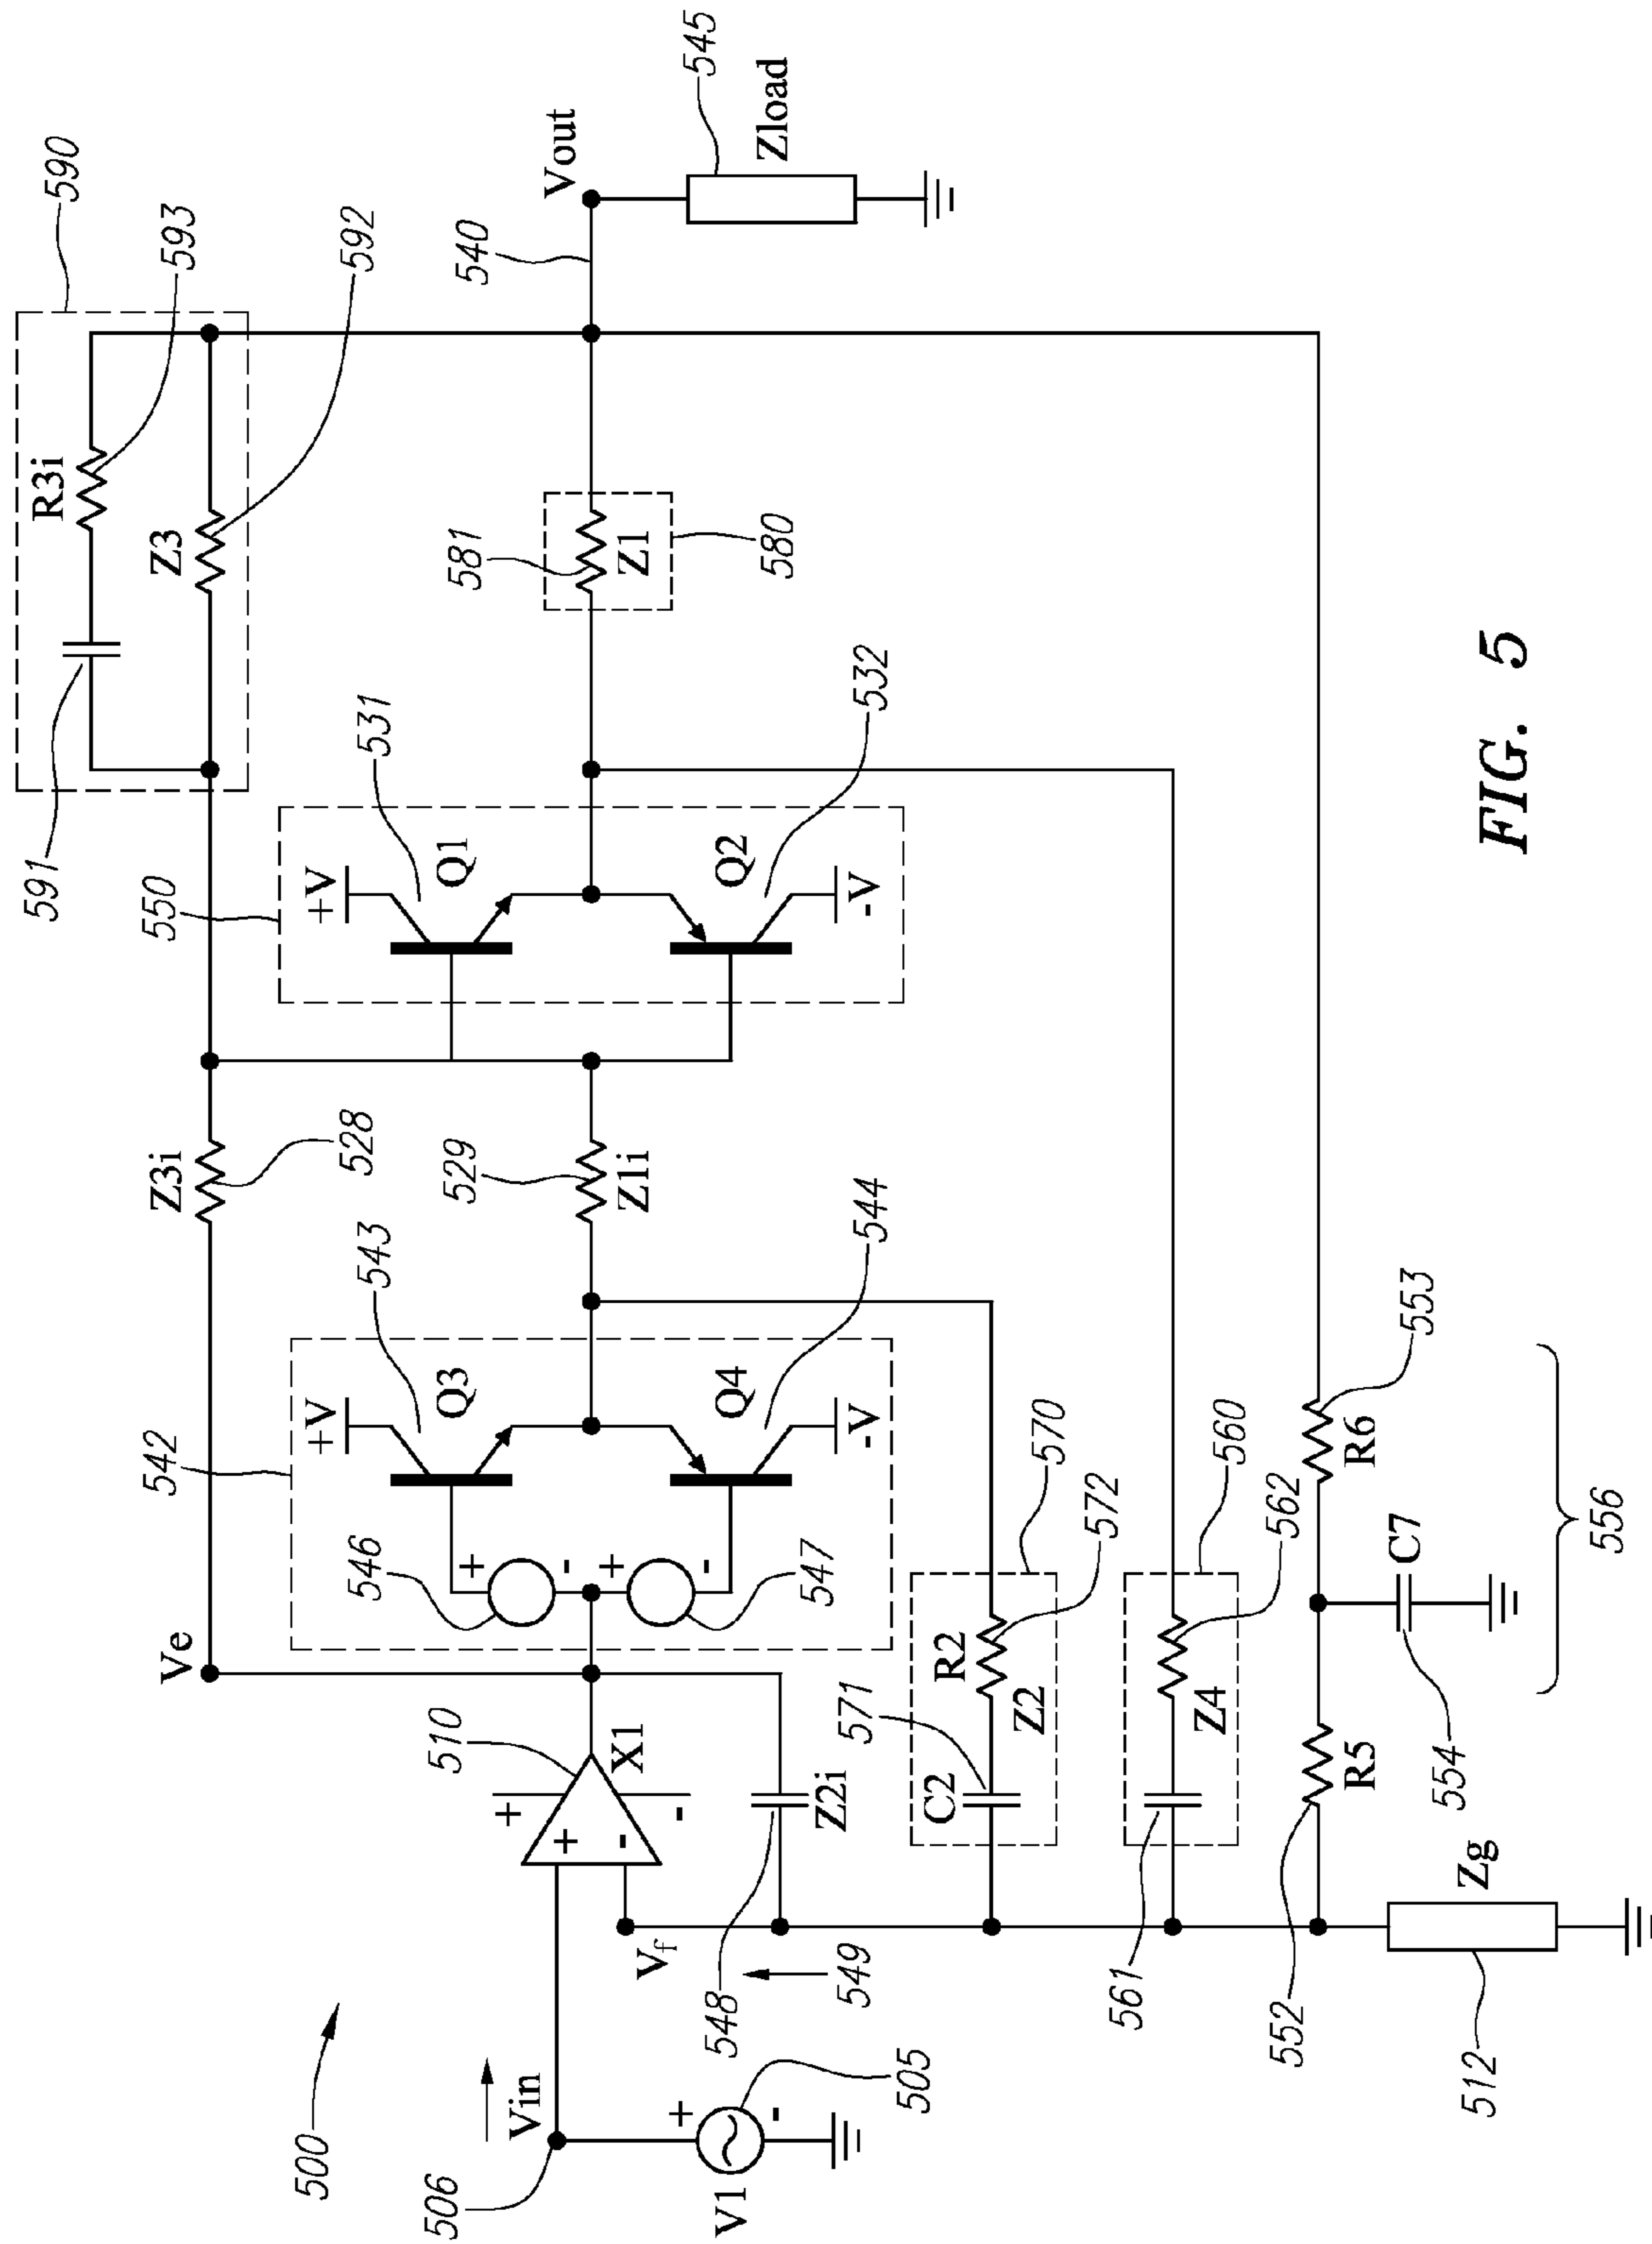 500
506
Vin
V1
+
-
505
Vf
549
548
Z2i
510
X1
+
-
+
-
Ve
542
546
547
+
-
+
-
+V
Q3
543
Q4
544
-V
Z3i
528
529
Z1i
550
+V
Q1
531
Q2
532
-V
590
591
R3i
593
Z3
592
581
Z1
580
540
Vout
545
Zload
C2
571
R2
572
Z2
570
561
Z4
562
560
552
R5
554
C7
R6
553
556
512
Zg
FIG. 5